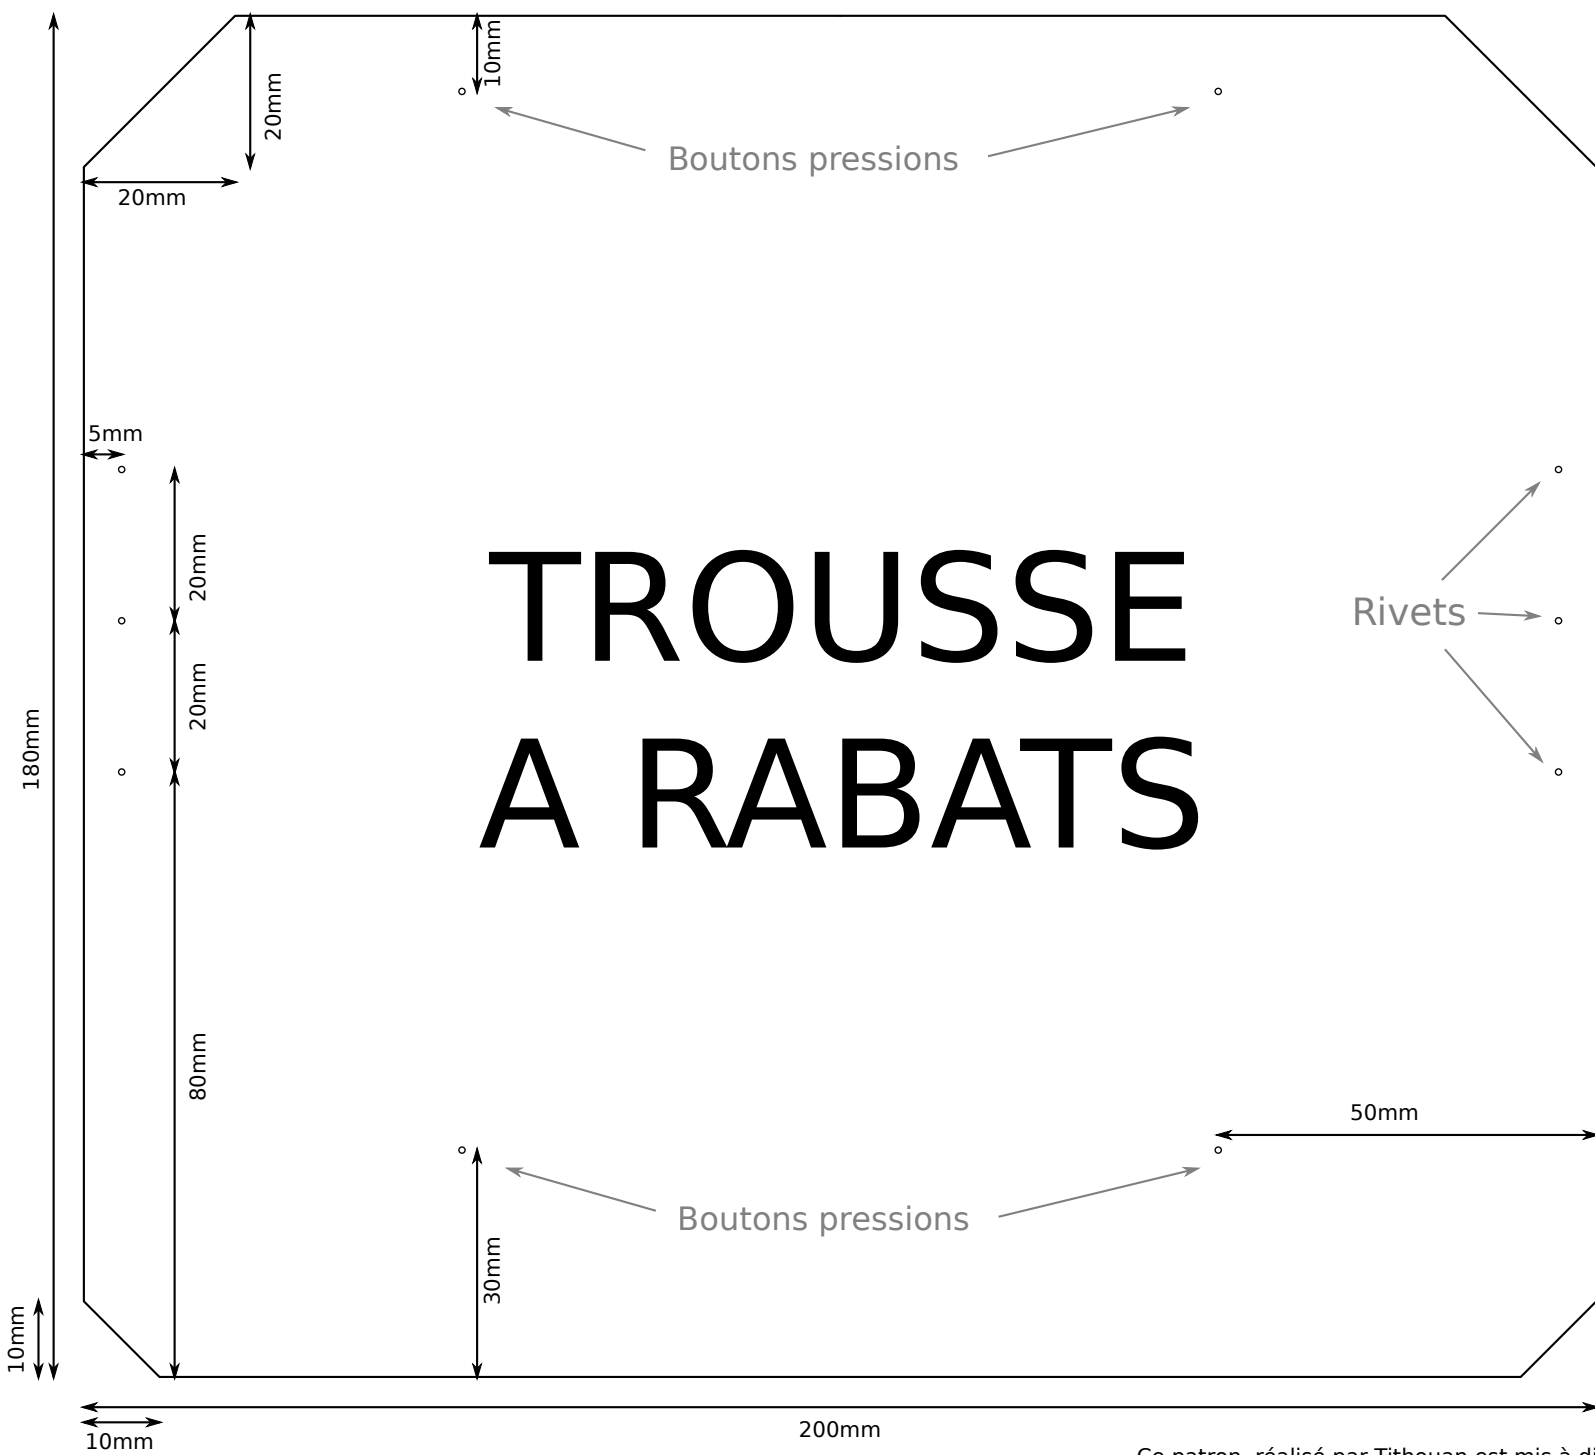 10mm
20mm
Boutons pressions
20mm
5mm
20mm
TROUSSE
Rivets
20mm
180mm
A RABATS
80mm
50mm
Boutons pressions
30mm
10mm
200mm
10mm
Ce patron, réalisé par Tithouan est mis à